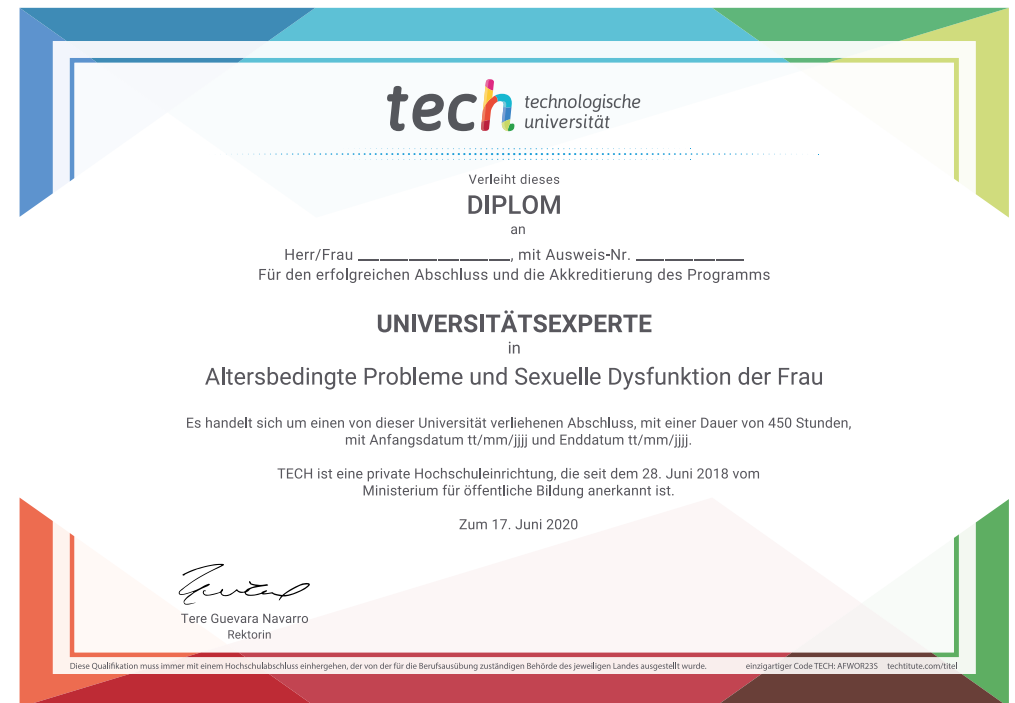 tech technologische
universität
Verleiht dieses
DIPLOM
an
Herr/Frau ____________________, mit Ausweis-Nr. ______________
Für den erfolgreichen Abschluss und die Akkreditierung des Programms
UNIVERSITÄTSEXPERTE
in
Altersbedingte Probleme und Sexuelle Dysfunktion der Frau
Es handelt sich um einen von dieser Universität verliehenen Abschluss, mit einer Dauer von 450 Stunden,
mit Anfangsdatum tt/mm/jjjj und Enddatum tt/mm/jjjj.
TECH ist eine private Hochschuleinrichtung, die seit dem 28. Juni 2018 vom
Ministerium für öffentliche Bildung anerkannt ist.
Zum 17. Juni 2020
Tere Guevara Navarro
Rektorin
Diese Qualifikation muss immer mit einem Hochschulabschluss einhergehen, der von der für die Berufsausübung zuständigen Behörde des jeweiligen Landes ausgestellt wurde. einzigartiger Code TECH: AFWOR23S techtitute.com/titel